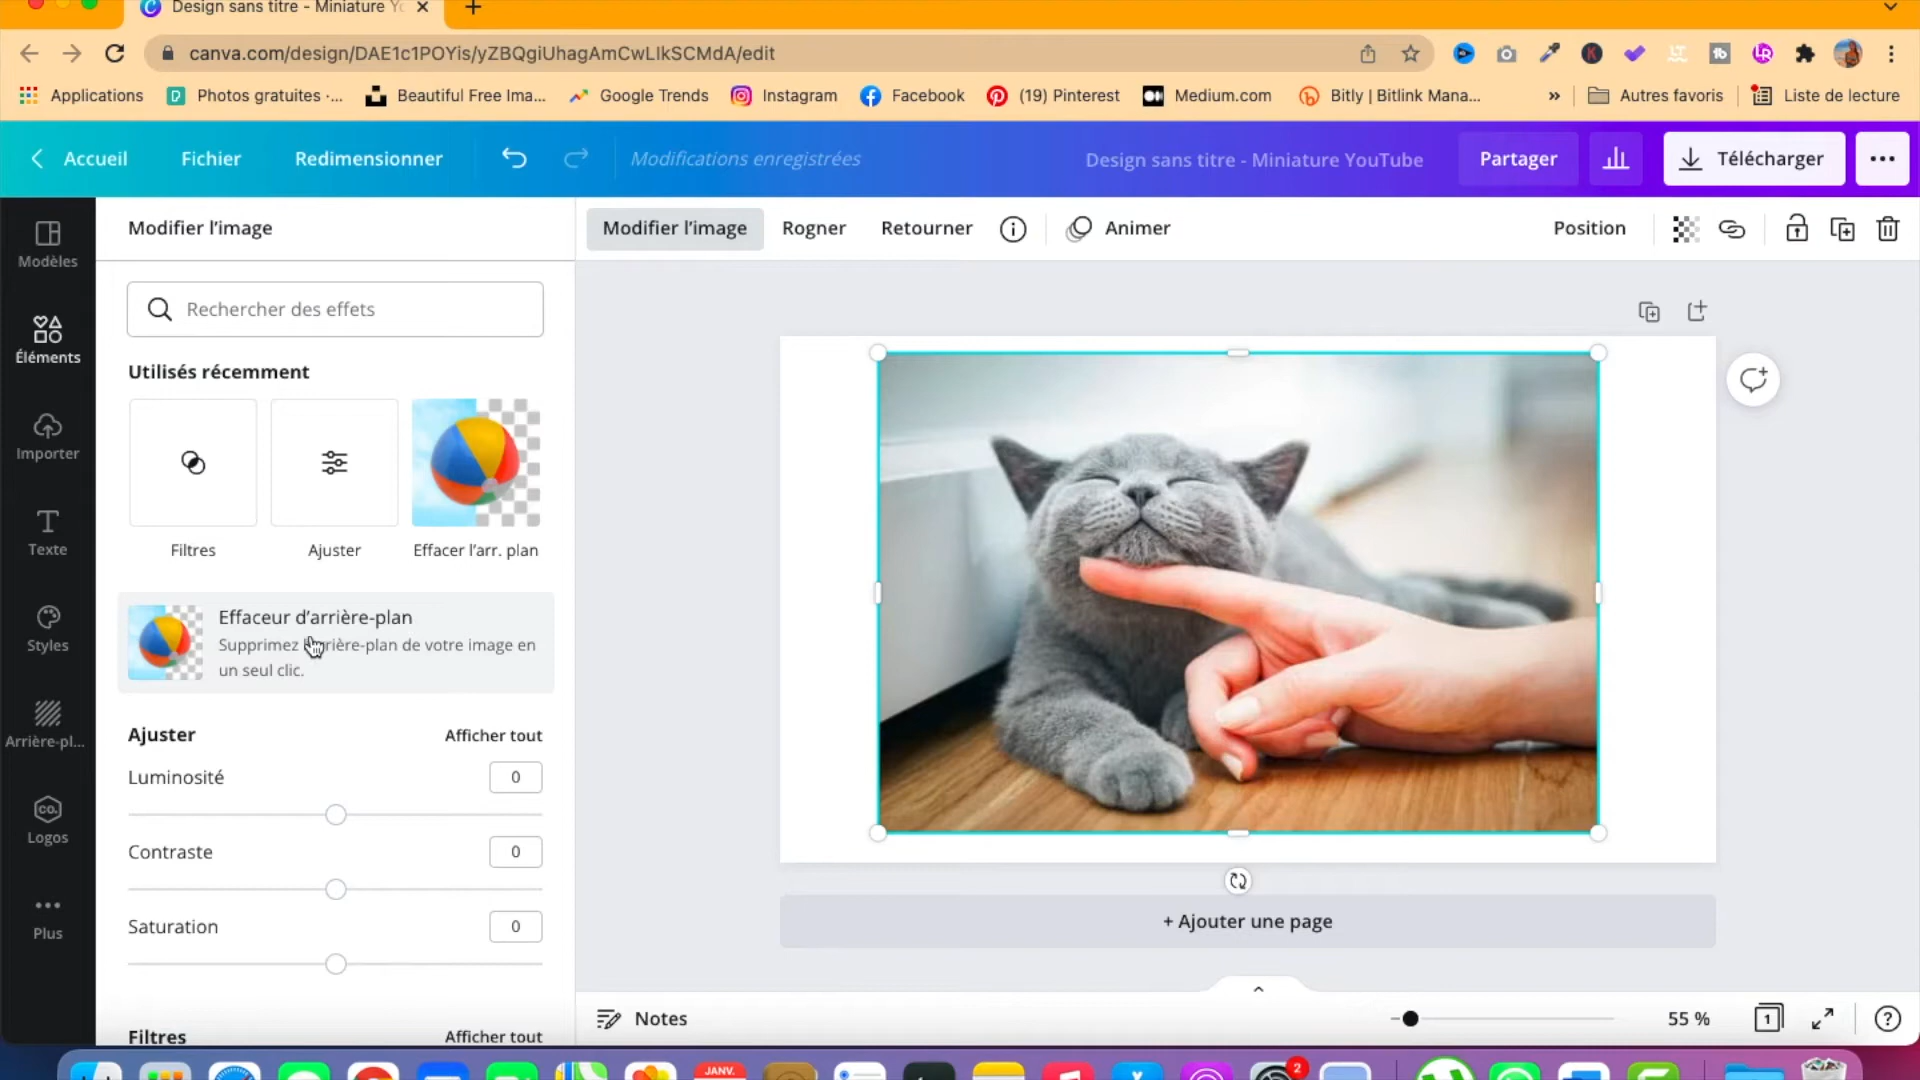 Design sans titre - Miniature Yo
canva.com/design/DAE1c1POYis/yZBQgiUhagAmCwLIkSCMdA/edit
Applications
Photos gratuites ·...
Beautiful Free Ima...
Google Trends
Instagram
Facebook
(19) Pinterest
Medium.com
Bitly | Bitlink Mana...
»
Autres favoris
Liste de lecture
Accueil
Fichier
Redimensionner
Modifications enregistrées
Design sans titre - Miniature YouTube
Partager
Télécharger
Modifier l’image
Modifier l’image
Rogner
Retourner
Animer
Position
Modèles
Éléments
Importer
Texte
Styles
Arrière-pl...
CO.
Logos
Plus
Rechercher des effets
Utilisés récemment
Filtres
Ajuster
Effacer l’arr. plan
Effaceur d’arrière-plan
Supprimez l’arrière-plan de votre image en
un seul clic.
Ajuster
Afficher tout
Luminosité
0
Contraste
0
Saturation
0
Filtres
Afficher tout
+ Ajouter une page
Notes
55 %
1
?
JANV.
2